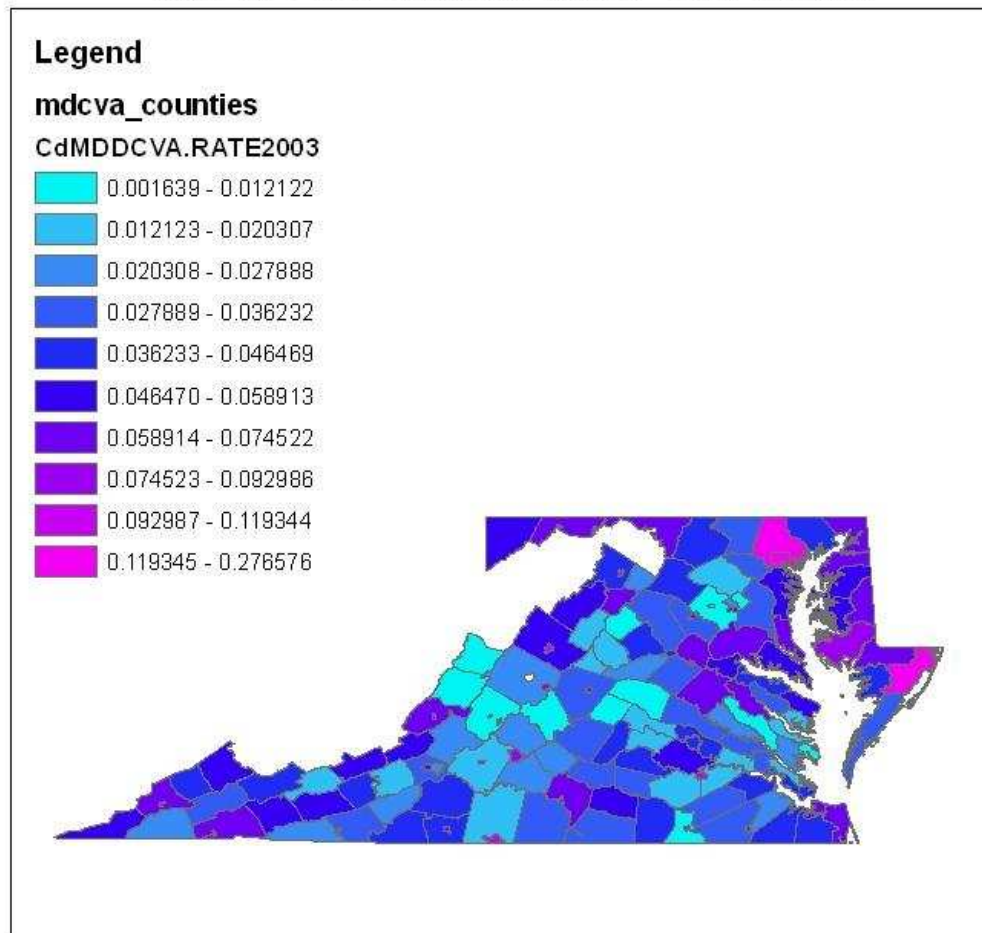 Legend
mdcva_counties
CdMDDCVA.RATE2003
0.001639 - 0.012122
0.012123 - 0.020307
0.020308 - 0.027888
0.027889 - 0.036232
0.036233 - 0.046469
0.046470 - 0.058913
0.058914 - 0.074522
0.074523 - 0.092986
0.092987 - 0.119344
0.119345 - 0.276576